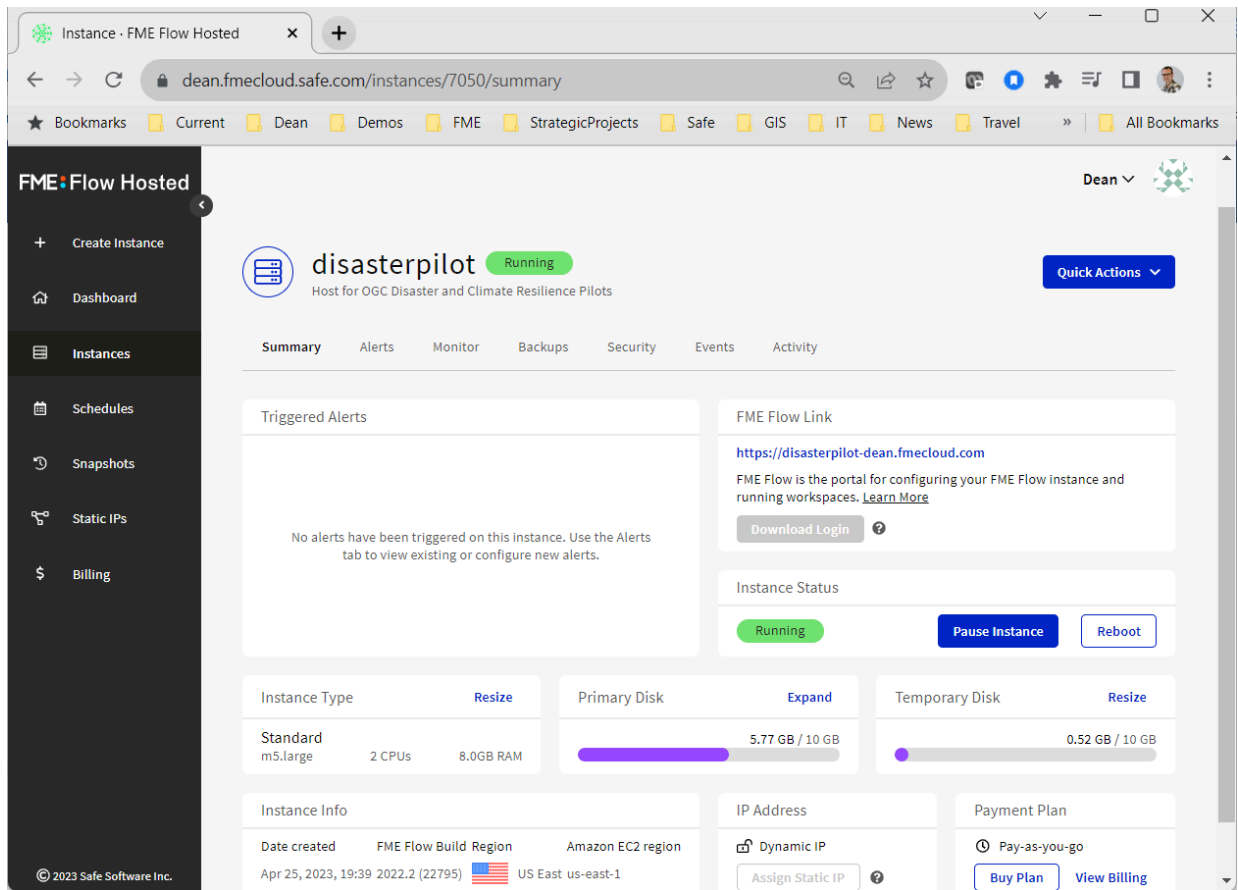 Instance · FME Flow Hosted
dean.fmecloud.safe.com/instances/7050/summary
Bookmarks Current Dean Demos FME StrategicProjects Safe GIS IT News Travel » All Bookmarks
FME Flow Hosted
Dean
Create Instance
Dashboard
Instances
Schedules
Snapshots
Static IPs
Billing
© 2023 Safe Software Inc.
disasterpilot Running
Host for OGC Disaster and Climate Resilience Pilots
Quick Actions
Summary Alerts Monitor Backups Security Events Activity
Triggered Alerts
No alerts have been triggered on this instance. Use the Alerts
tab to view existing or configure new alerts.
FME Flow Link
https://disasterpilot-dean.fmecloud.com
FME Flow is the portal for configuring your FME Flow instance and
running workspaces. Learn More
Download Login
Instance Status
Running Pause Instance Reboot
Instance Type Resize
Standard
m5.large 2 CPUs 8.0GB RAM
Primary Disk Expand
5.77 GB / 10 GB
Temporary Disk Resize
0.52 GB / 10 GB
Instance Info
Date created FME Flow Build Region Amazon EC2 region
Apr 25, 2023, 19:39 2022.2 (22795) US East us-east-1
IP Address
Dynamic IP
Assign Static IP
Payment Plan
Pay-as-you-go
Buy Plan View Billing